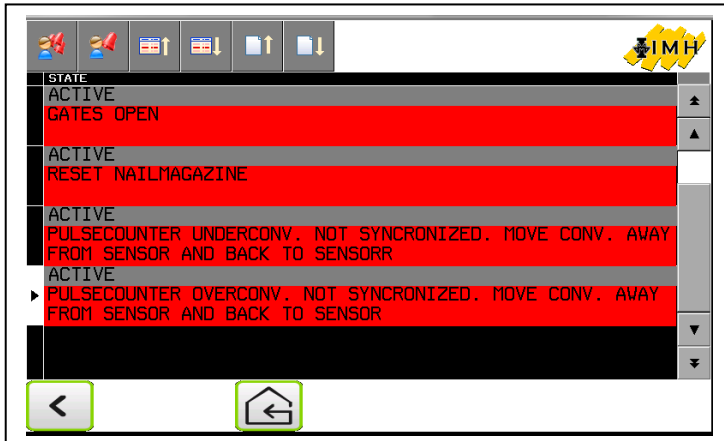 IMH
STATE
ACTIVE
GATES OPEN
ACTIVE
RESET NAILMAGAZINE
ACTIVE
PULSECOUNTER UNDERCONV. NOT SYNCRONIZED. MOVE CONV. AWAY
FROM SENSOR AND BACK TO SENSORR
ACTIVE
PULSECOUNTER OVERCONV. NOT SYNCRONIZED. MOVE CONV. AWAY
FROM SENSOR AND BACK TO SENSOR